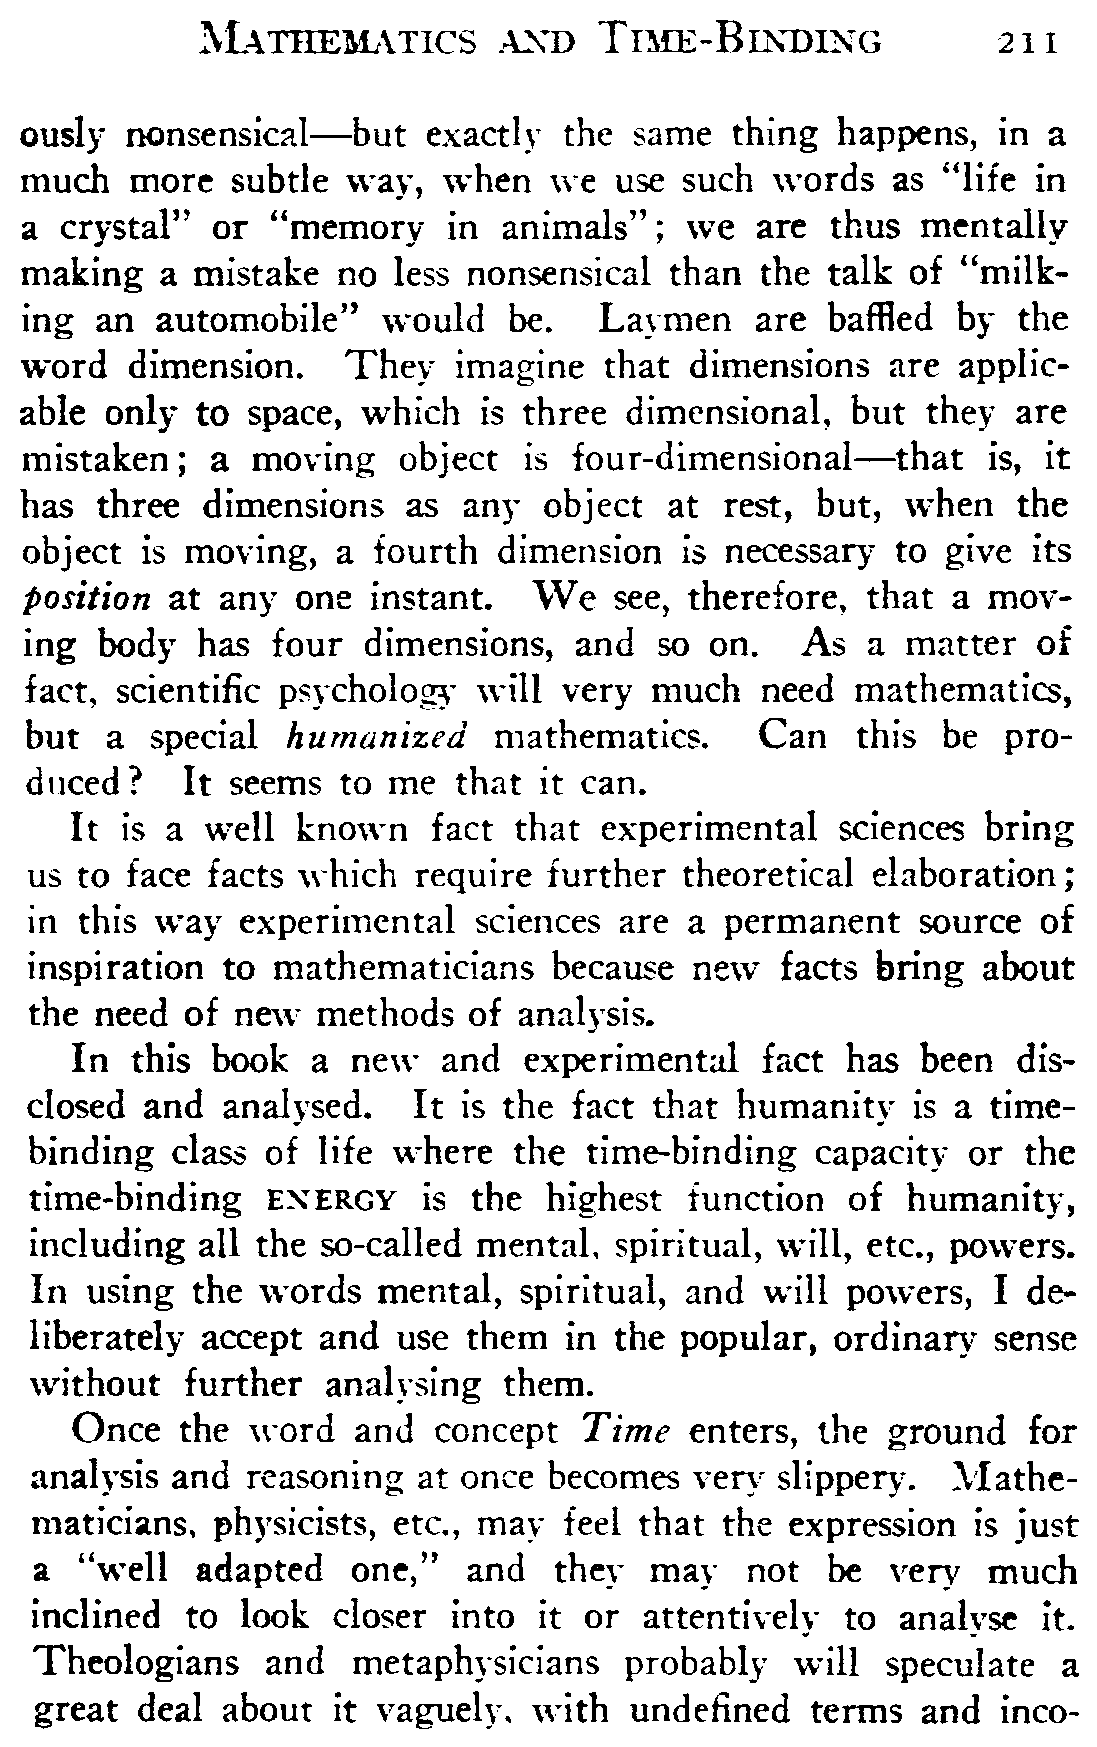 Mathematics and Time-Binding 211
ously nonsensical—but exactly the same thing happens, in a
much more subtle way, when we use such words as "life in
a crystal" or "memory in animals"; we are thus mentally
making a mistake no less nonsensical than the talk of "milk-
ing an automobile" would be. Laymen are baffled by the
word dimension. They imagine that dimensions are applic-
able only to space, which is three dimensional, but they are
mistaken; a moving object is four-dimensional—that is, it
has three dimensions as any object at rest, but, when the
object is moving, a fourth dimension is necessary to give its
position at any one instant. We see, therefore, that a mov-
ing body has four dimensions, and so on. As a matter of
fact, scientific psychology will very much need mathematics,
but a special humanized mathematics. Can this be pro-
duced? It seems to me that it can.
It is a well known fact that experimental sciences bring
us to face facts which require further theoretical elaboration;
in this way experimental sciences are a permanent source of
inspiration to mathematicians because new facts bring about
the need of new methods of analysis.
In this book a new and experimental fact has been dis-
closed and analysed. It is the fact that humanity is a time-
binding class of life where the time-binding capacity or the
time-binding ENERGY is the highest function of humanity,
including all the so-called mental, spiritual, will, etc., powers.
In using the words mental, spiritual, and will powers, I de-
liberately accept and use them in the popular, ordinary sense
without further analysing them.
Once the word and concept Time enters, the ground for
analysis and reasoning at once becomes very slippery. Mathe-
maticians, physicists, etc., may feel that the expression is just
a "well adapted one," and they may not be very much
inclined to look closer into it or attentively to analyse it.
Theologians and metaphysicians probably will speculate a
great deal about it vaguely, with undefined terms and inco-